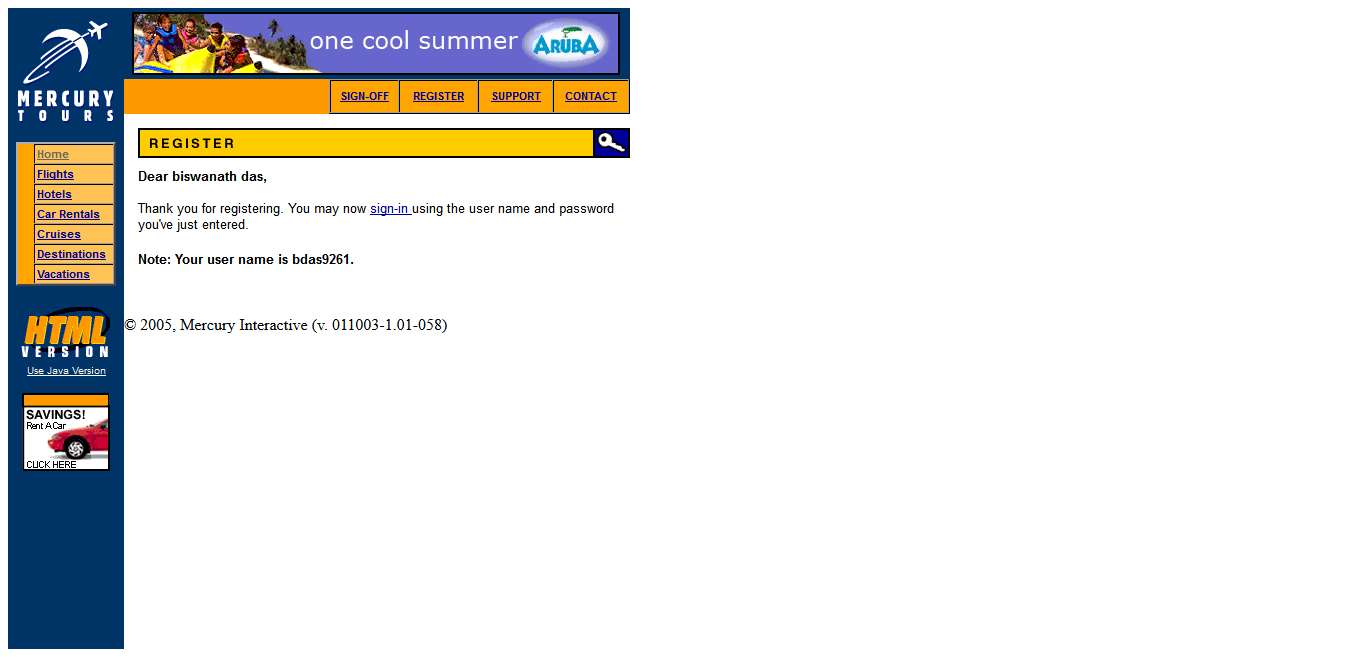 MERCURY
TOURS
one cool summer
ARUBA
SIGN-OFF REGISTER SUPPORT CONTACT
Home
Flights
Hotels
Car Rentals
Cruises
Destinations
Vacations
HTML
VERSION
Use Java Version
SAVINGS!
Rent A Car
CLICK HERE
REGISTER
Dear biswanath das,
Thank you for registering. You may now sign-in using the user name and password
you've just entered.
Note: Your user name is bdas9261.
© 2005, Mercury Interactive (v. 011003-1.01-058)